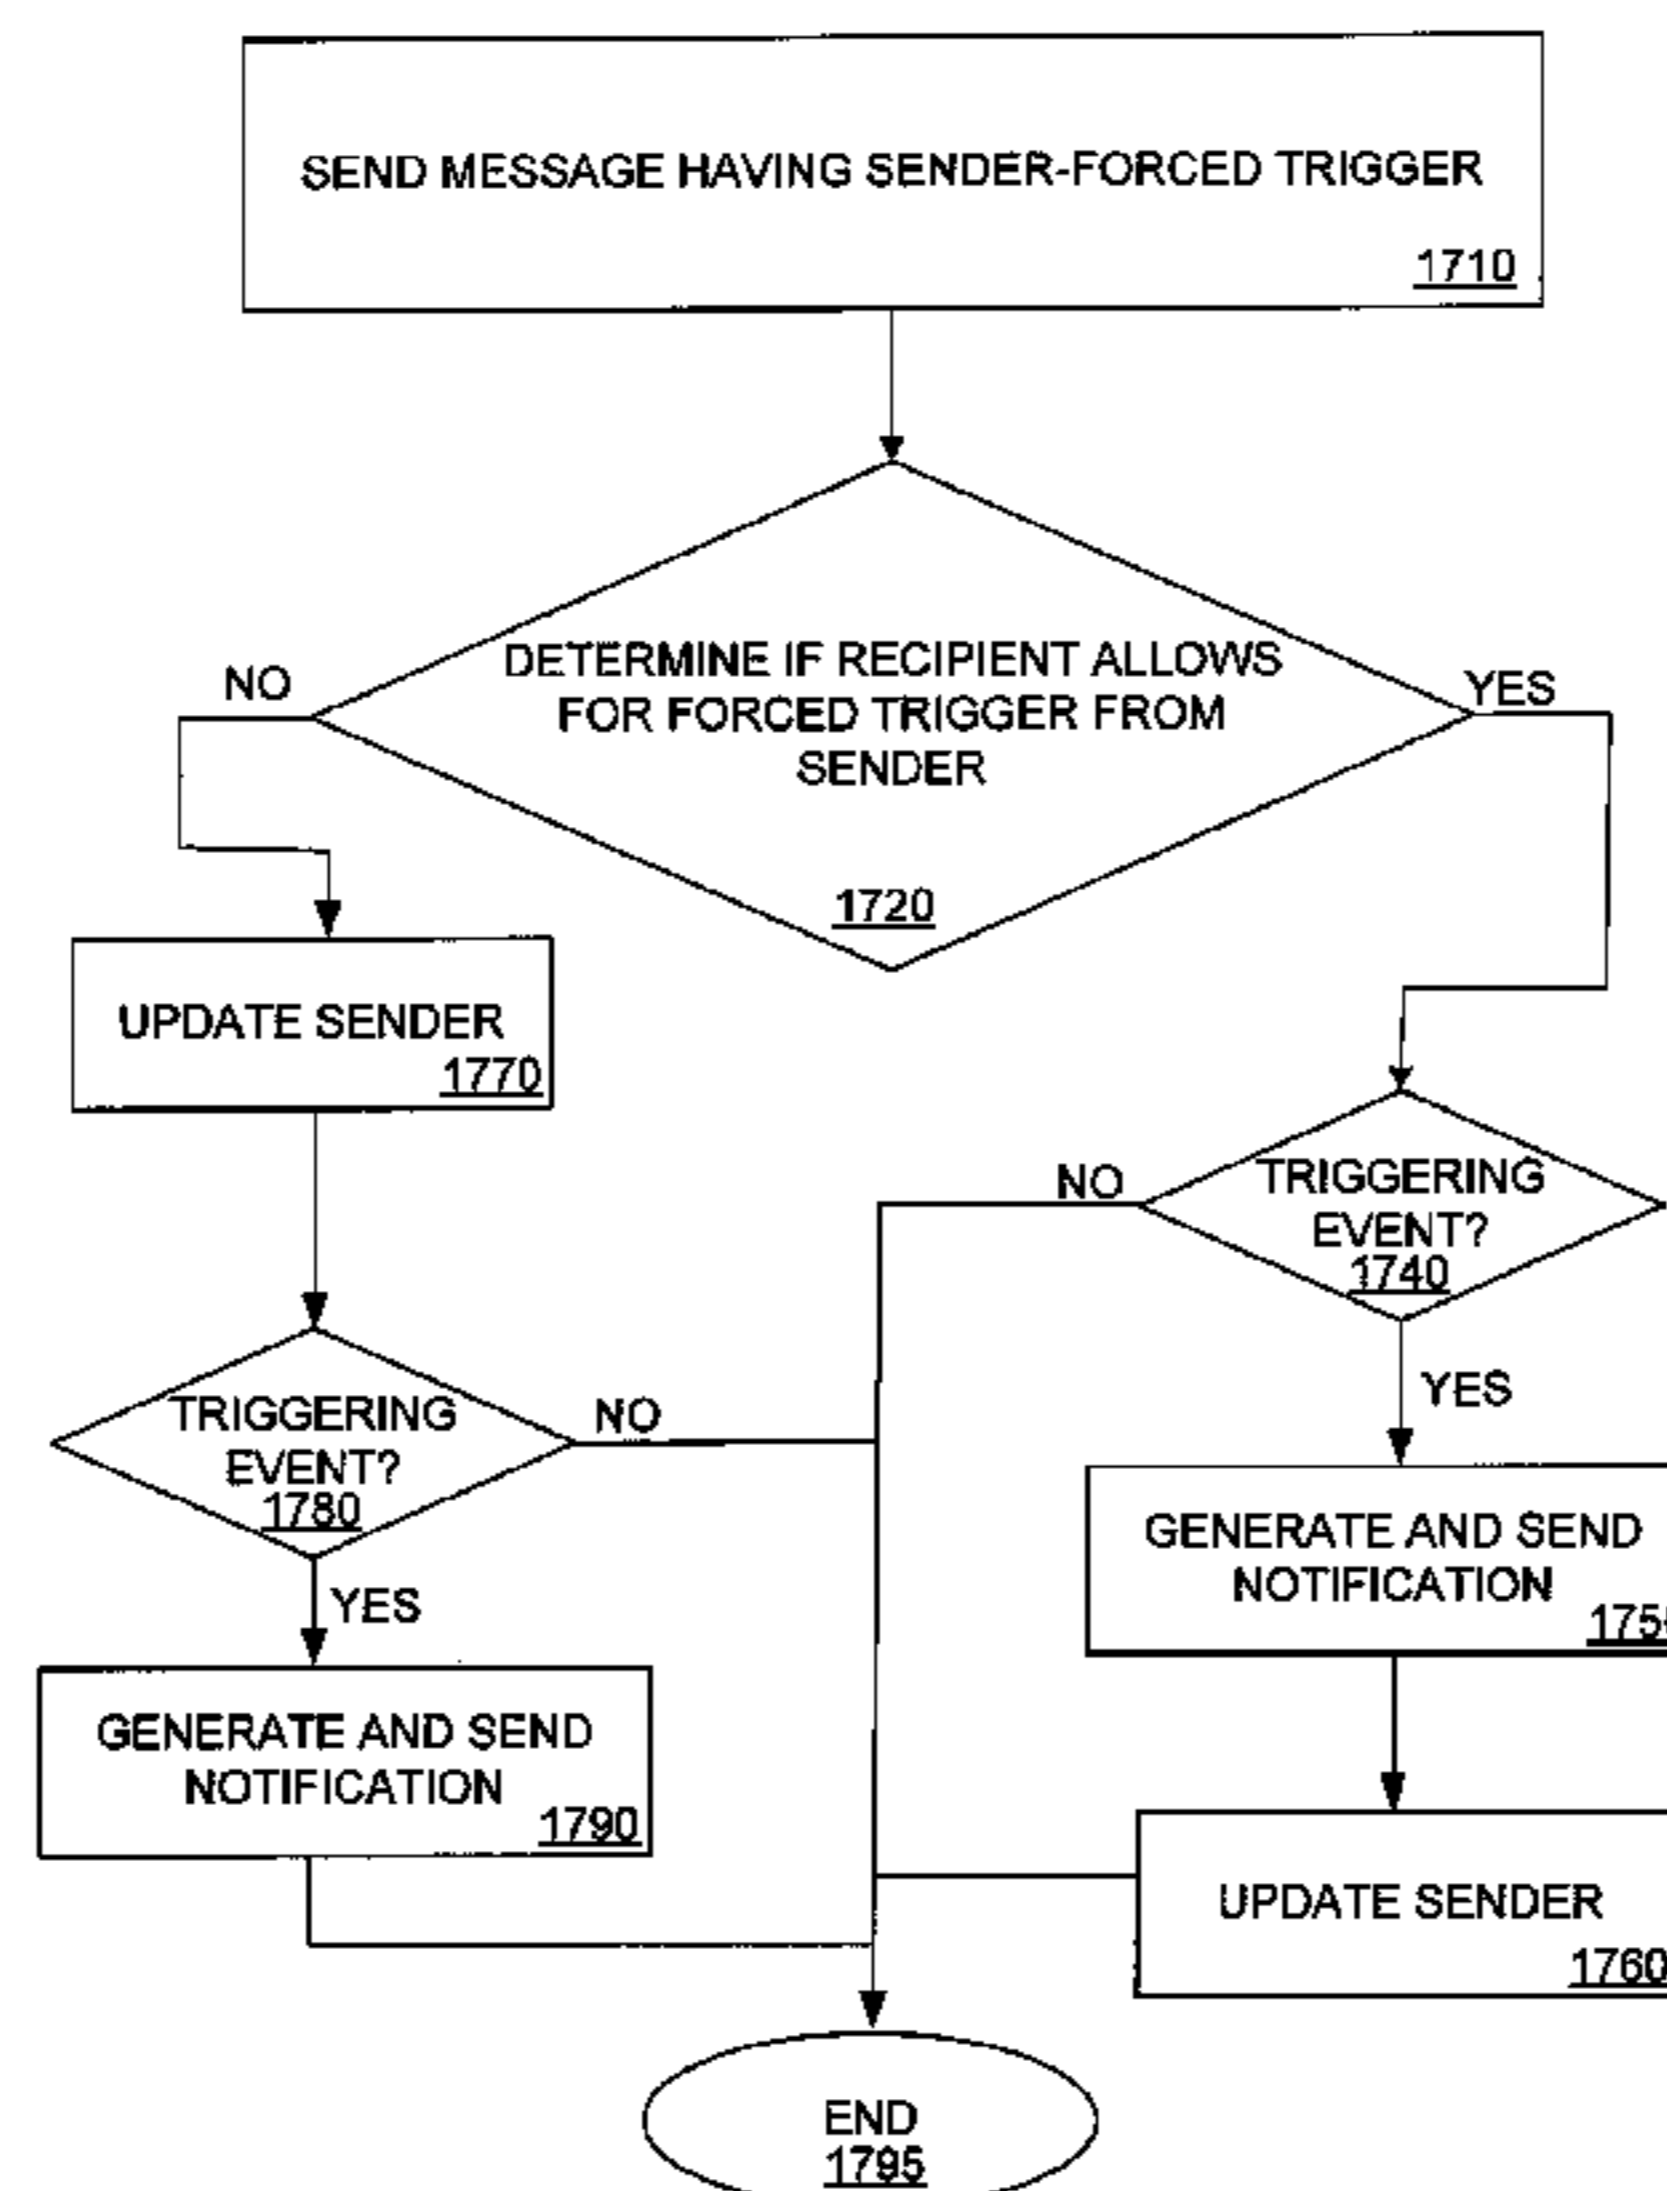 SEND MESSAGE HAVING SENDER-FORCED TRIGGER
1710
DETERMINE IF RECIPIENT ALLOWS
FOR FORCED TRIGGER FROM
SENDER
1720
NO
YES
UPDATE SENDER
1770
TRIGGERING
EVENT?
1740
NO
YES
TRIGGERING
EVENT?
1780
NO
YES
GENERATE AND SEND
NOTIFICATION
GENERATE AND SEND
NOTIFICATION
1790
UPDATE SENDER
1760
END
1795